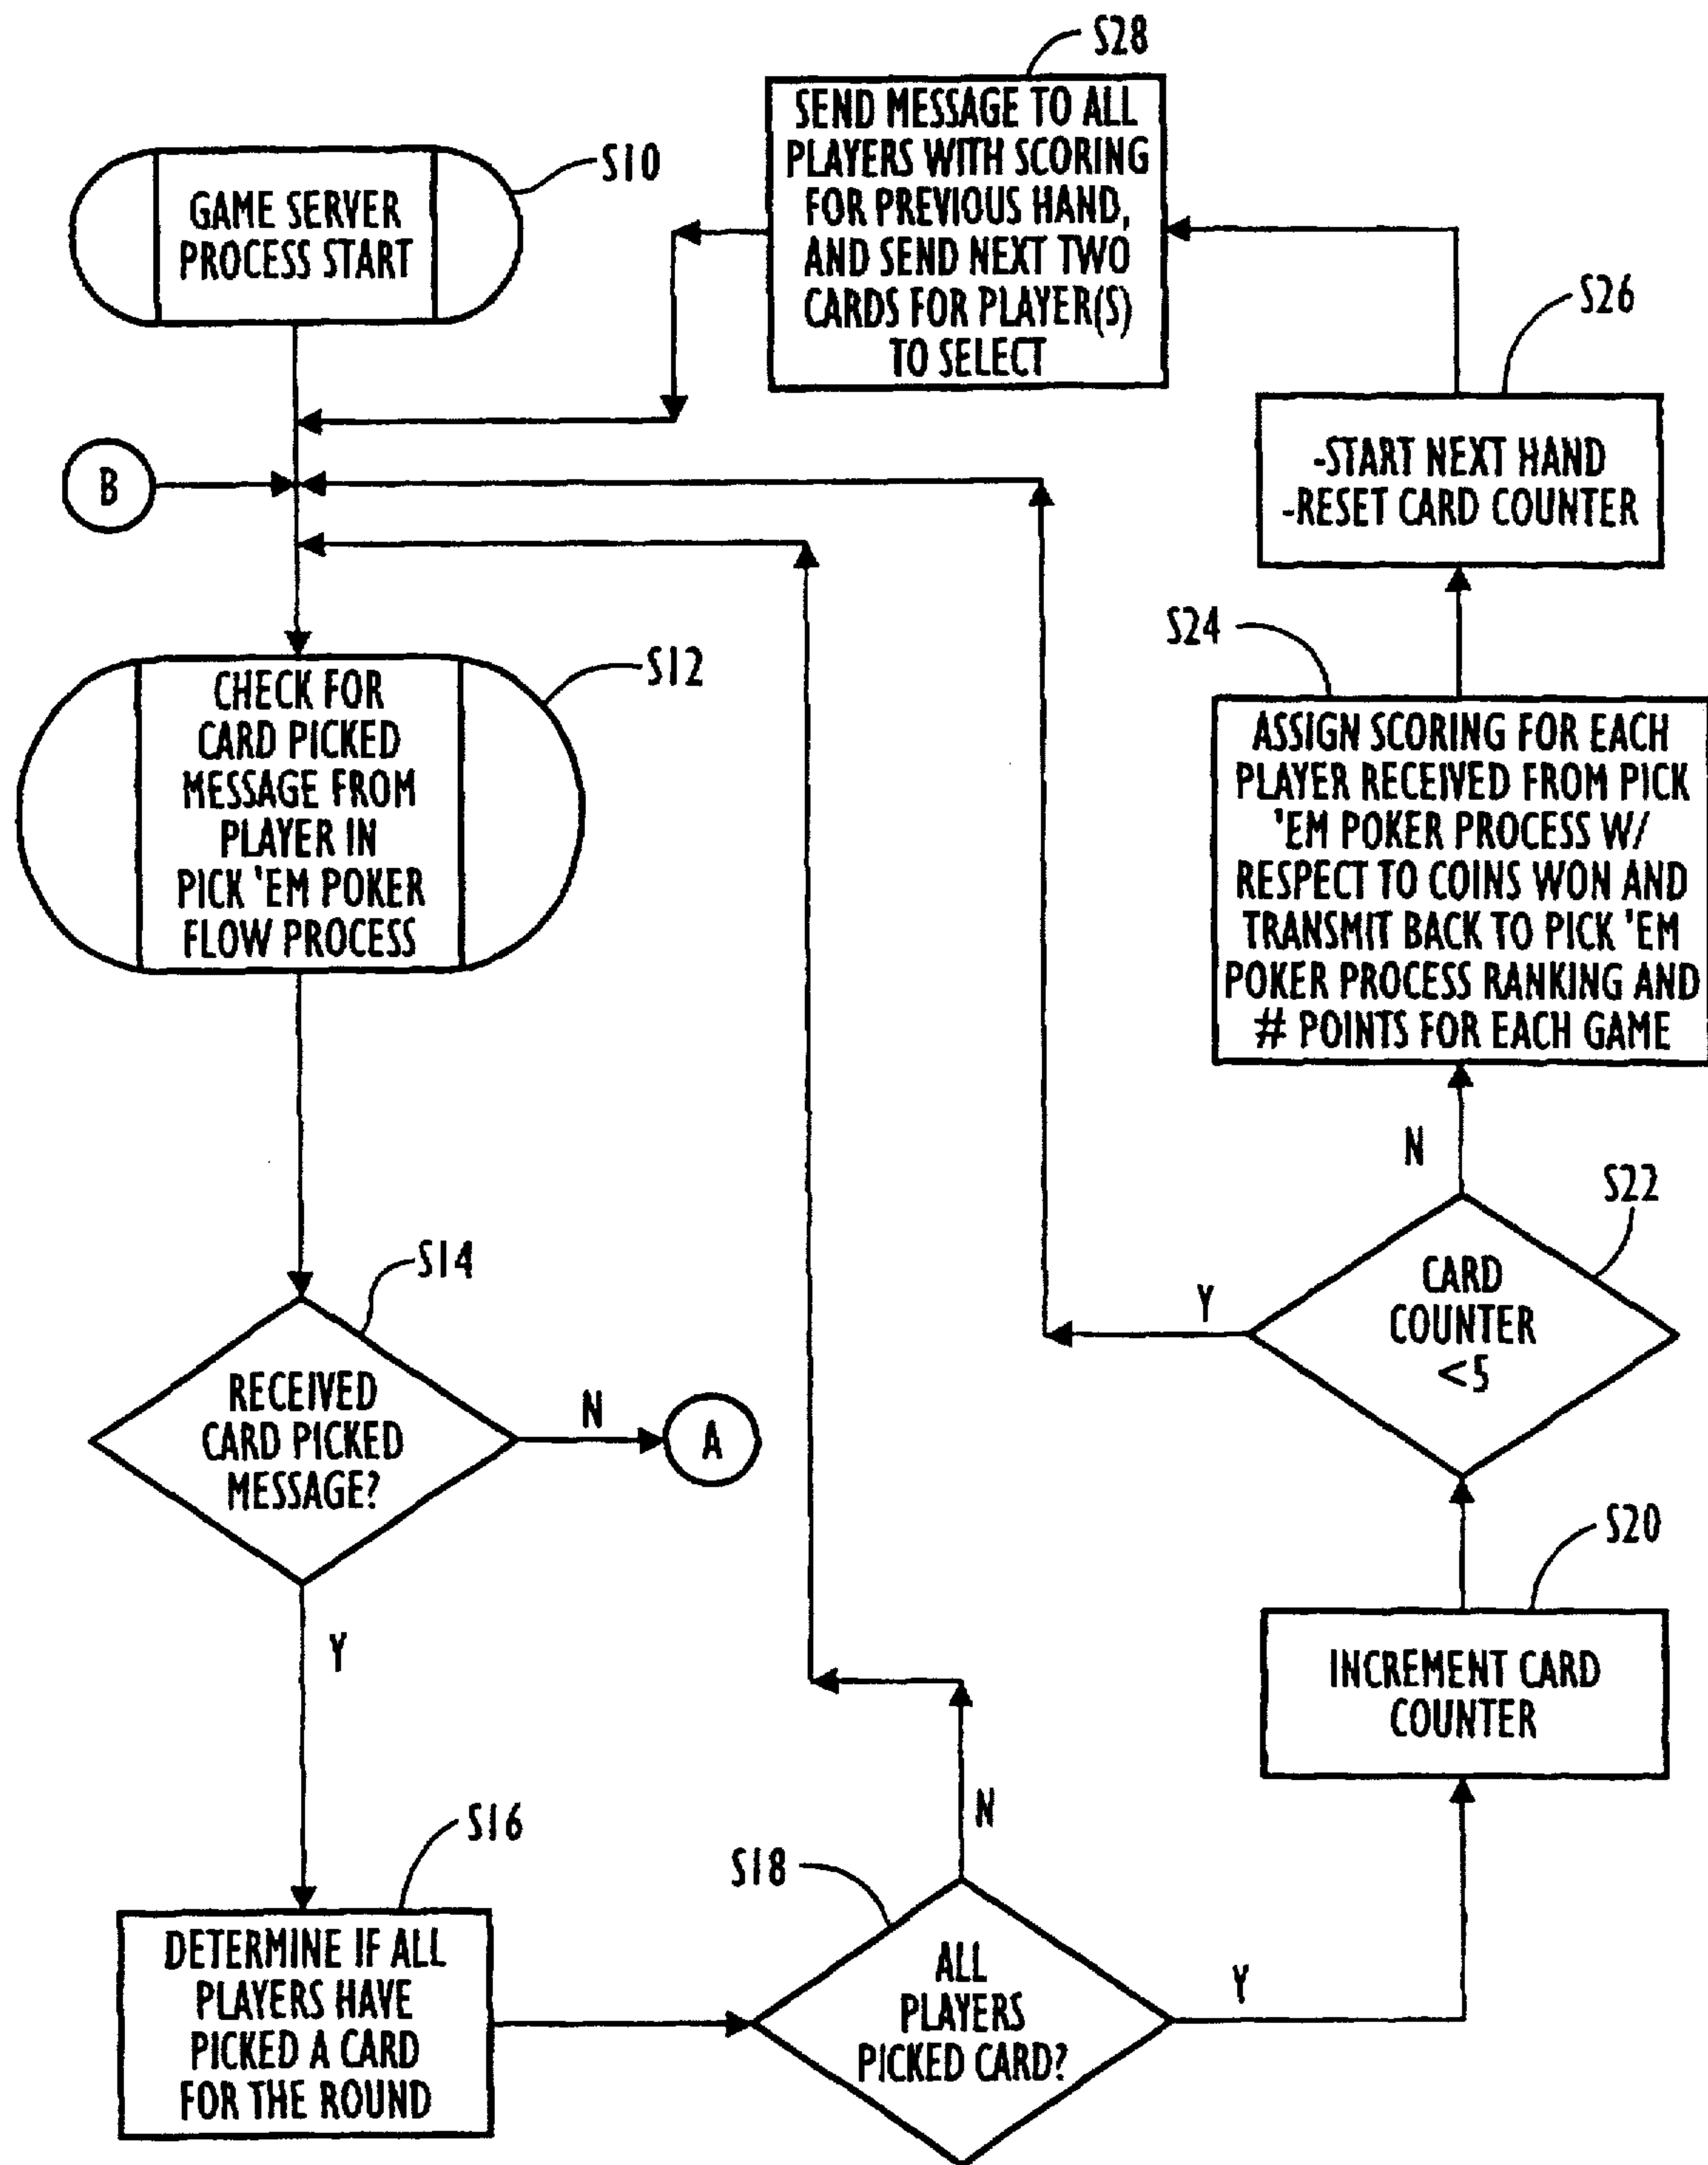 S28
SEND MESSAGE TO ALL
PLAYERS WITH SCORING
FOR PREVIOUS HAND,
AND SEND NEXT TWO
CARDS FOR PLAYER(S)
TO SELECT
S10
GAME SERVER
PROCESS START
S26
-START NEXT HAND
-RESET CARD COUNTER
B
S12
CHECK FOR
CARD PICKED
MESSAGE FROM
PLAYER IN
PICK 'EM POKER
FLOW PROCESS
S24
ASSIGN SCORING FOR EACH
PLAYER RECEIVED FROM PICK
'EM POKER PROCESS W/
RESPECT TO COINS WON AND
TRANSMIT BACK TO PICK 'EM
POKER PROCESS RANKING AND
# POINTS FOR EACH GAME
N
S22
CARD
COUNTER
<5
Y
S14
RECEIVED
CARD PICKED
MESSAGE?
N
A
Y
S20
INCREMENT CARD
COUNTER
S16
DETERMINE IF ALL
PLAYERS HAVE
PICKED A CARD
FOR THE ROUND
S18
N
ALL
PLAYERS
PICKED CARD?
Y